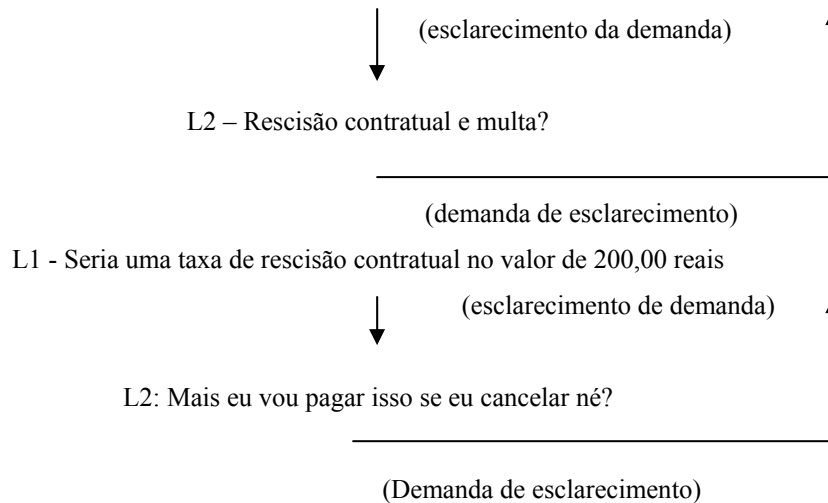 (esclarecimento da demanda)
L2 – Rescisão contratual e multa?
(demanda de esclarecimento)
L1 - Seria uma taxa de rescisão contratual no valor de 200,00 reais
(esclarecimento de demanda)
L2: Mais eu vou pagar isso se eu cancelar né?
(Demanda de esclarecimento)